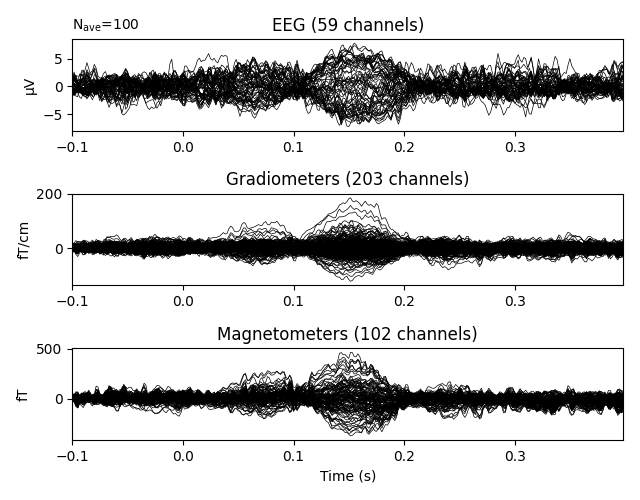 N_ave=100
EEG (59 channels)
5
0
−5
µV
−0.1 0.0 0.1 0.2 0.3
Gradiometers (203 channels)
200
0
fT/cm
−0.1 0.0 0.1 0.2 0.3
Magnetometers (102 channels)
500
0
fT
−0.1 0.0 0.1 0.2 0.3
Time (s)